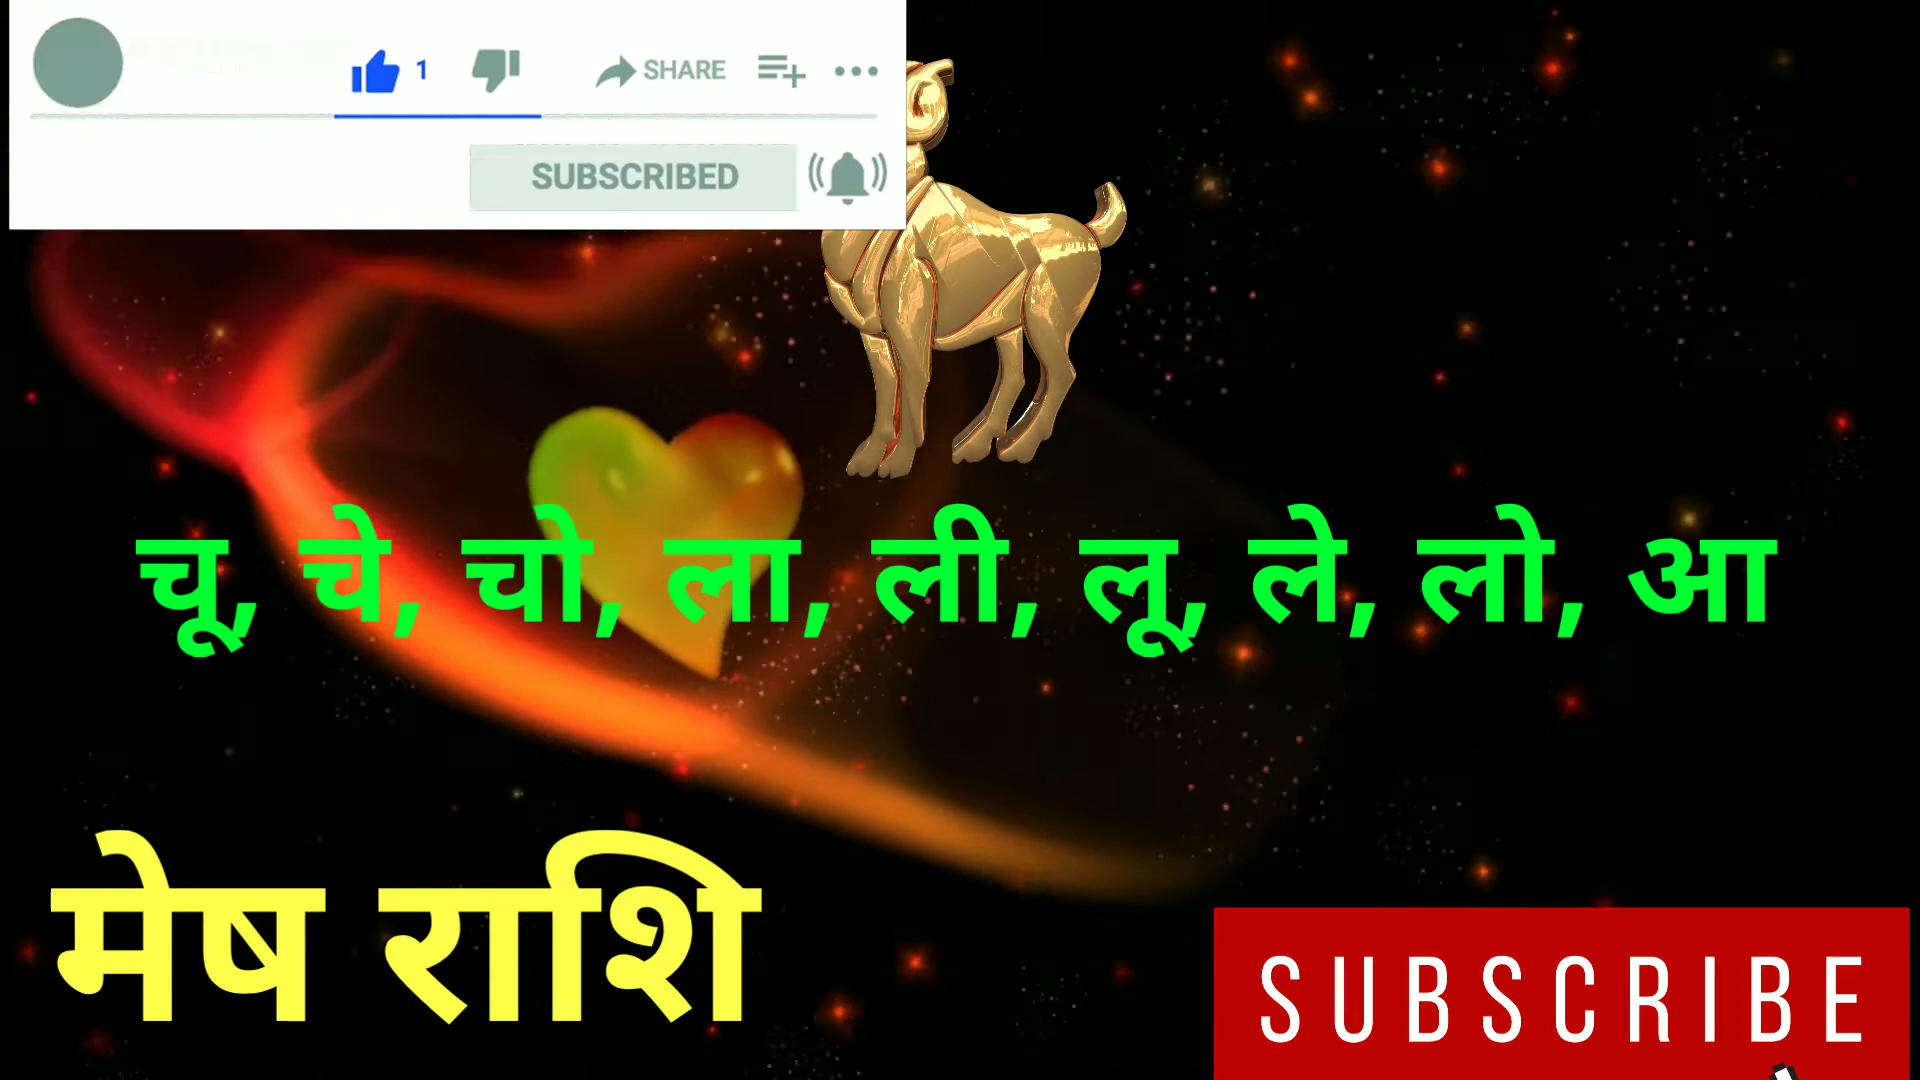 1 SHARE
SUBSCRIBED
चू, चे, चो, ला, ली, लू, ले, लो, आ
मेष राशि
SUBSCRIBE